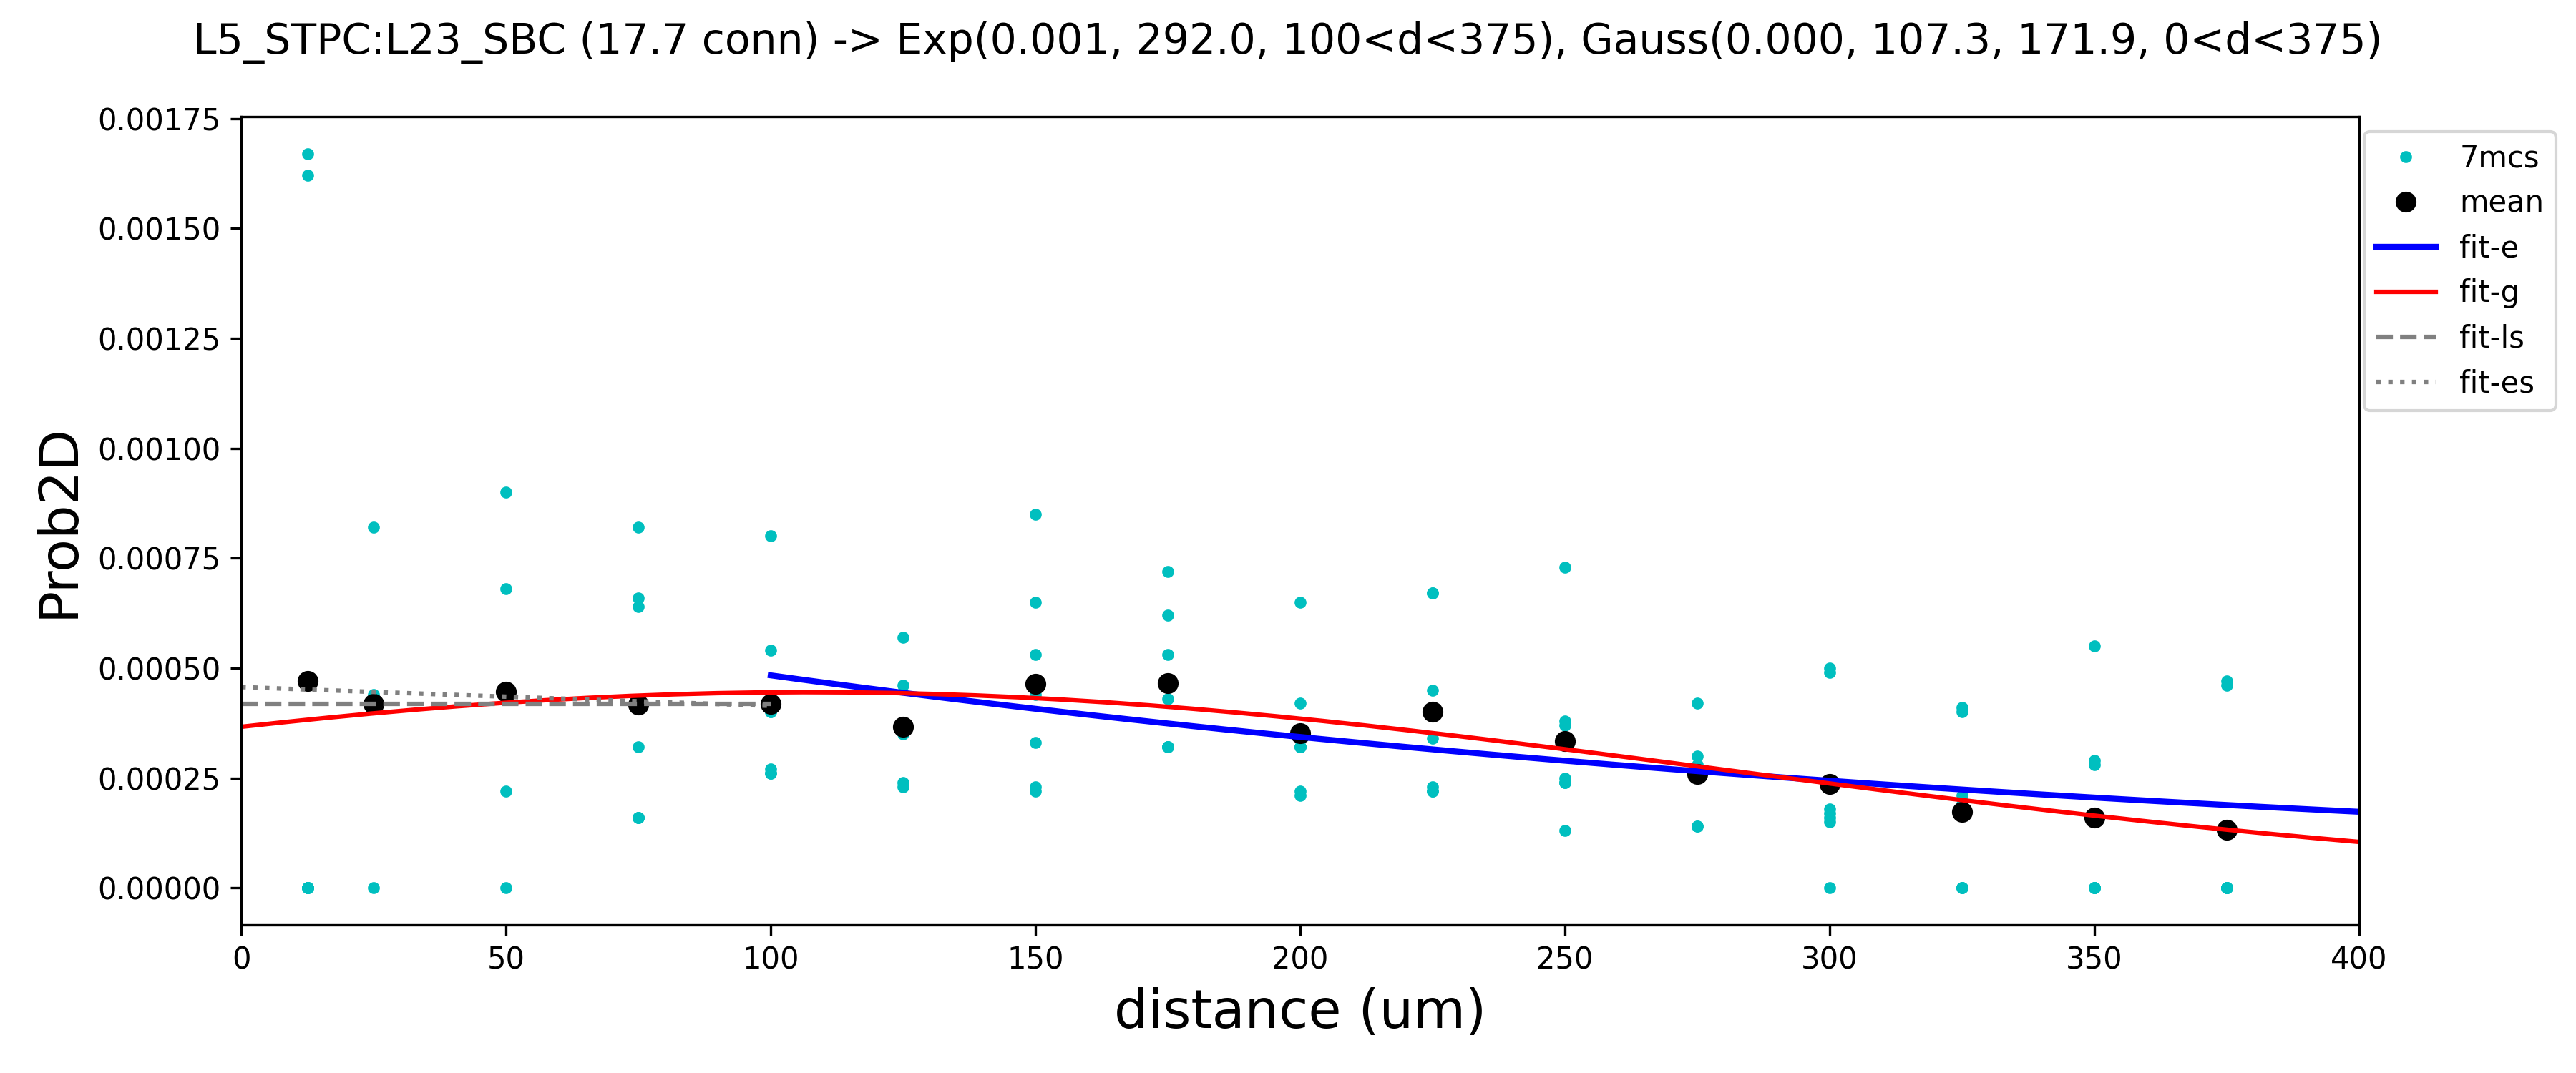 L5_STPC:L23_SBC (17.7 conn) -> Exp(0.001, 292.0, 100<d<375), Gauss(0.000, 107.3, 171.9, 0<d<375)
0.00175
0.00150
0.00125
0.00100
0.00075
0.00050
0.00025
0.00000
Prob2D
0 50 100 150 200 250 300 350 400
distance (um)
7mcs
mean
fit-e
fit-g
fit-ls
fit-es